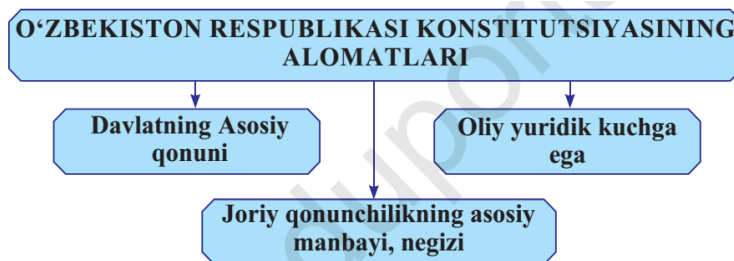 O‘ZBEKISTON RESPUBLIKASI KONSTITUTSIYASINING
ALOMATLARI
Davlatning Asosiy
qonuni
Oliy yuridik kuchga
ega
Joriy qonunchilikning asosiy
manbayi, negizi